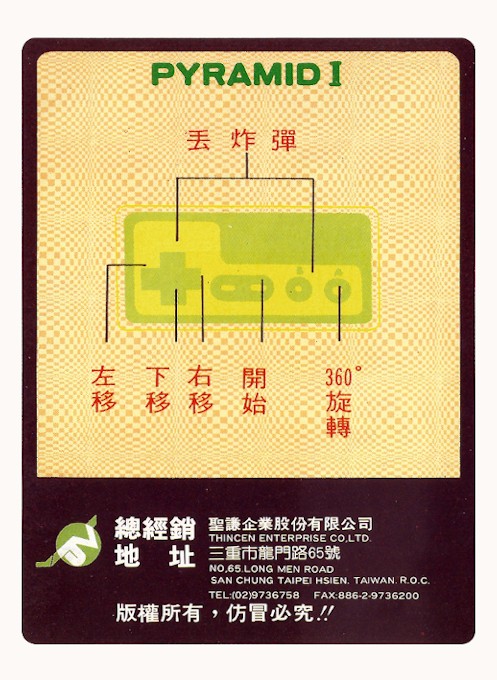 PYRAMID I
丟炸彈
左移
下移
右移
開始
360°旋轉
總經銷 聖謙企業股份有限公司
THINCEN ENTERPRISE CO.,LTD.
地址 三重市龍門路65號
NO,65.LONG MEN ROAD
SAN CHUNG TAIPEI HSIEN. TAIWAN. R.O.C.
TEL:(02)9736758 FAX:886-2-9736200
版權所有，仿冒必究!!